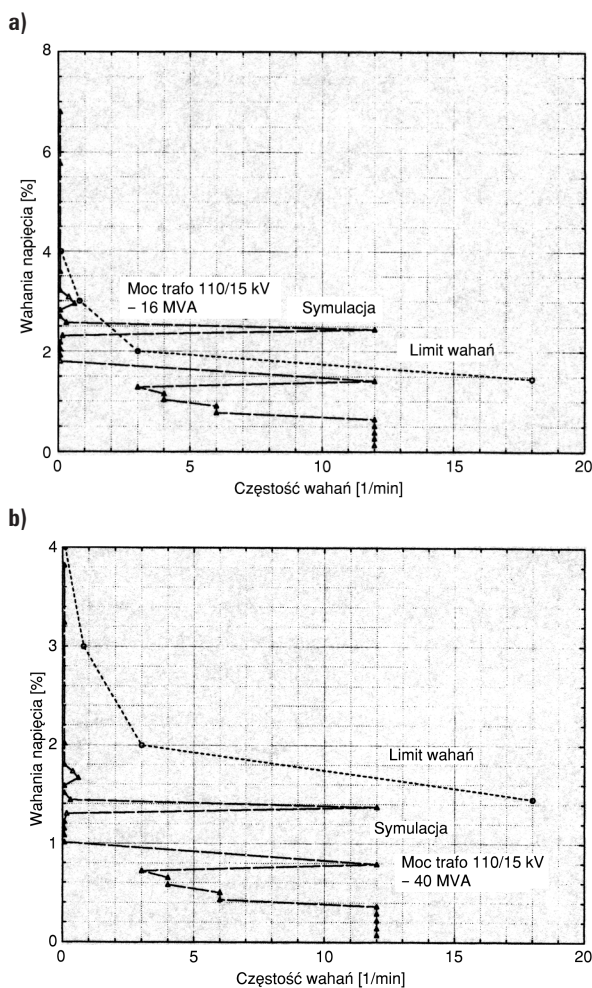 a)
8
6
4
2
0
Wahania napięcia [%]
Moc trafo 110/15 kV
– 16 MVA
Symulacja
Limit wahań
0 5 10 15 20
Częstość wahań [1/min]
b)
4
3
2
1
0
Wahania napięcia [%]
Limit wahań
Symulacja
Moc trafo 110/15 kV
– 40 MVA
0 5 10 15 20
Częstość wahań [1/min]